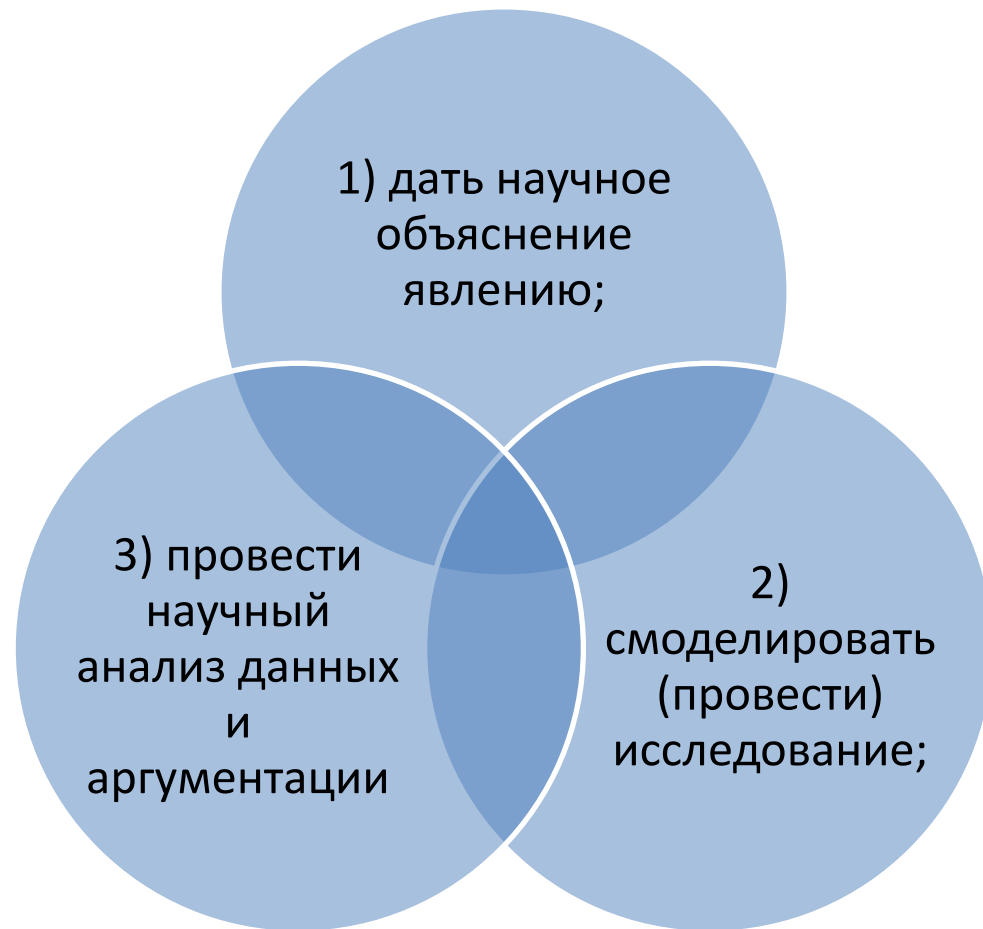 1) дать научное
объяснение
явлению;
2)
смоделировать
(провести)
исследование;
3) провести
научный
анализ данных
и
аргументации